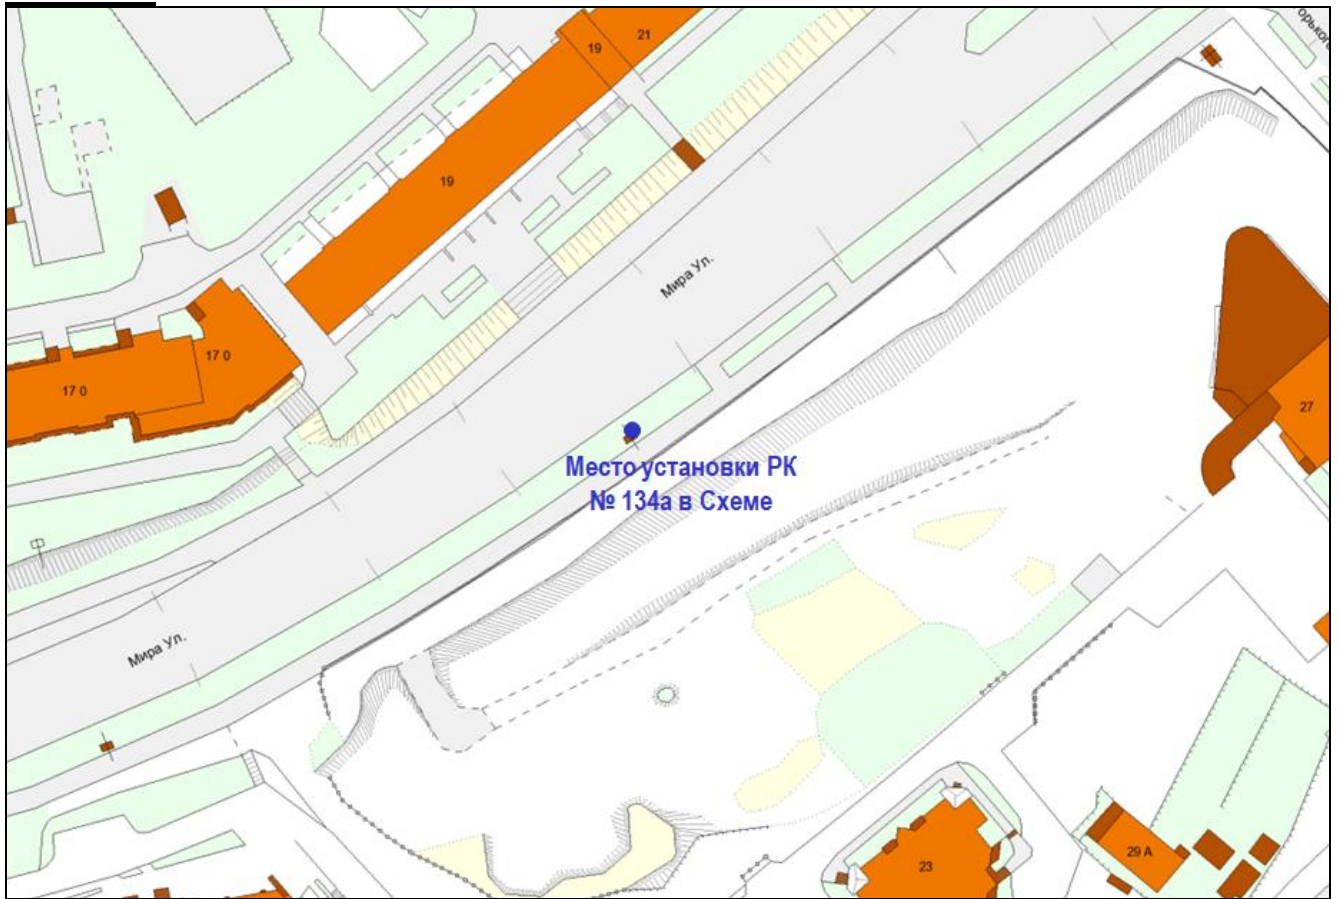 21
19
19
Мира Ул.
17 0
17 0
27
Место установки РК
№ 134а в Схеме
Мира Ул.
29 А
23